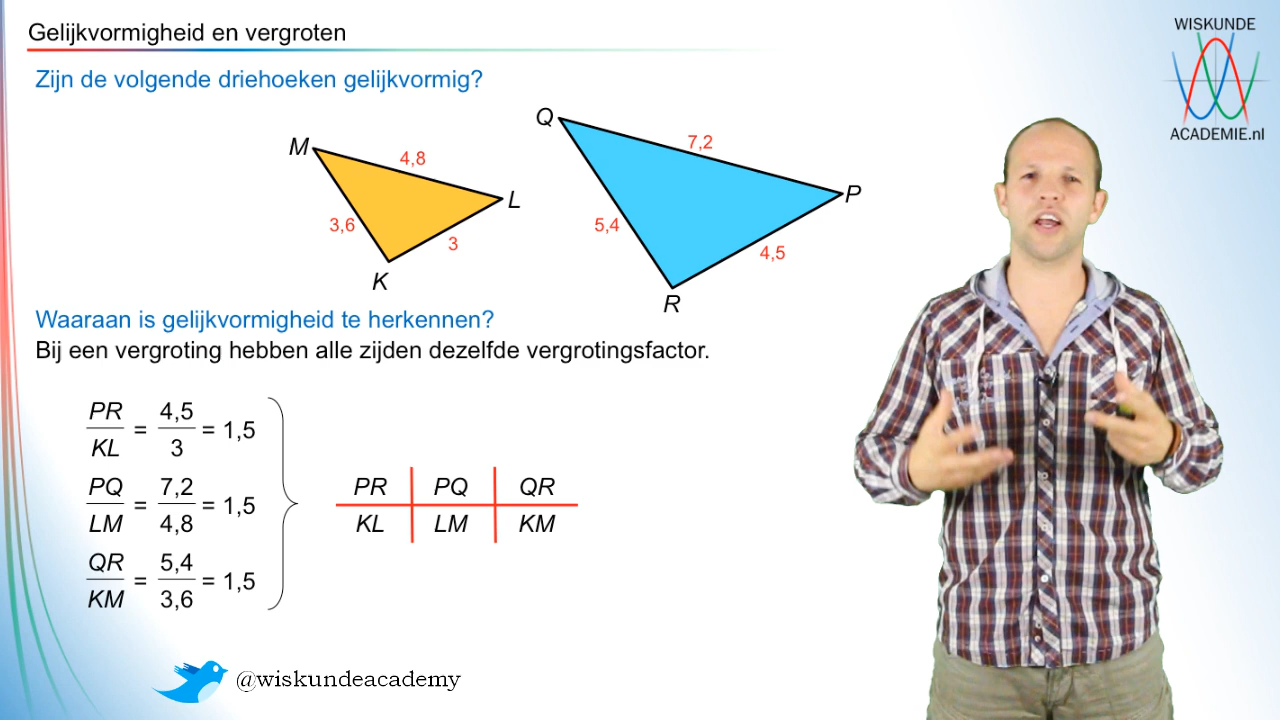 Gelijkvormigheid en vergroten
WISKUNDE
ACADEMIE.nl
Zijn de volgende driehoeken gelijkvormig?
M
4,8
L
3,6
3
K
Q
7,2
P
5,4
4,5
R
Waaraan is gelijkvormigheid te herkennen?
Bij een vergroting hebben alle zijden dezelfde vergrotingsfactor.
PR
KL
=
4,5
3
= 1,5
PQ
LM
=
7,2
4,8
= 1,5
QR
KM
=
5,4
3,6
= 1,5
PR PQ QR
KL LM KM
@wiskundeacademy